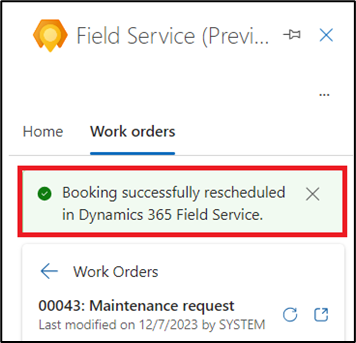 Field Service (Previ...
...
Home Work orders
Booking successfully rescheduled
in Dynamics 365 Field Service.
Work Orders
00043: Maintenance request
Last modified on 12/7/2023 by SYSTEM